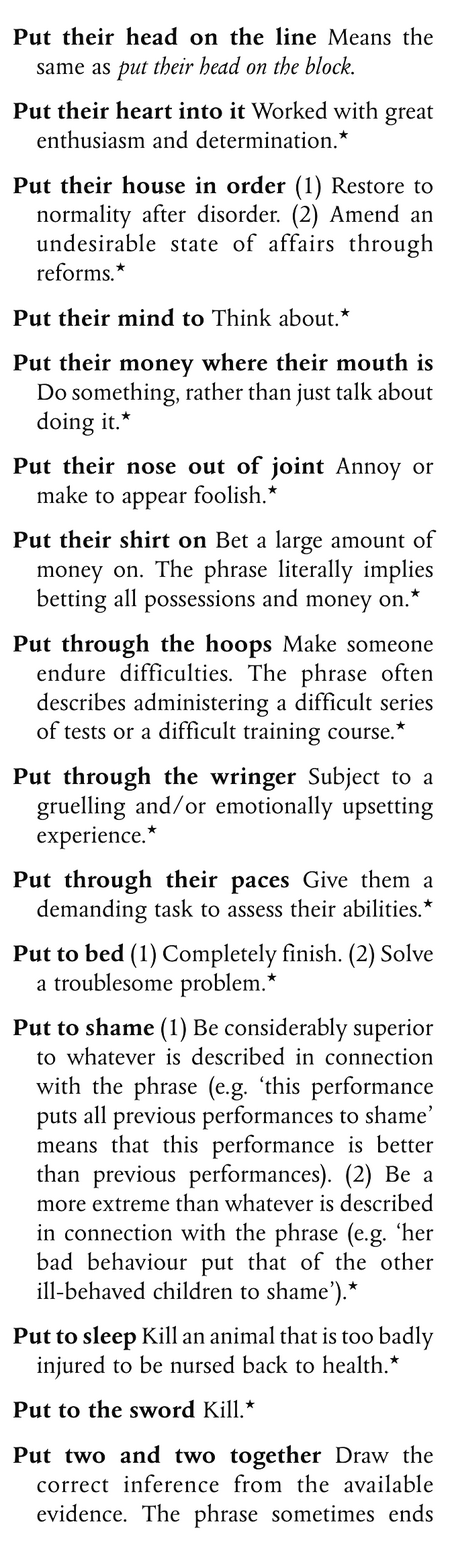 Put their head on the line Means the
same as put their head on the block.
Put their heart into it Worked with great
enthusiasm and determination.★
Put their house in order (1) Restore to
normality after disorder. (2) Amend an
undesirable state of affairs through
reforms.★
Put their mind to Think about.★
Put their money where their mouth is
Do something, rather than just talk about
doing it.★
Put their nose out of joint Annoy or
make to appear foolish.★
Put their shirt on Bet a large amount of
money on. The phrase literally implies
betting all possessions and money on.★
Put through the hoops Make someone
endure difficulties. The phrase often
describes administering a difficult series
of tests or a difficult training course.★
Put through the wringer Subject to a
gruelling and/or emotionally upsetting
experience.★
Put through their paces Give them a
demanding task to assess their abilities.★
Put to bed (1) Completely finish. (2) Solve
a troublesome problem.★
Put to shame (1) Be considerably superior
to whatever is described in connection
with the phrase (e.g. ‘this performance
puts all previous performances to shame’
means that this performance is better
than previous performances). (2) Be a
more extreme than whatever is described
in connection with the phrase (e.g. ‘her
bad behaviour put that of the other
ill-behaved children to shame’).★
Put to sleep Kill an animal that is too badly
injured to be nursed back to health.★
Put to the sword Kill.★
Put two and two together Draw the
correct inference from the available
evidence. The phrase sometimes ends